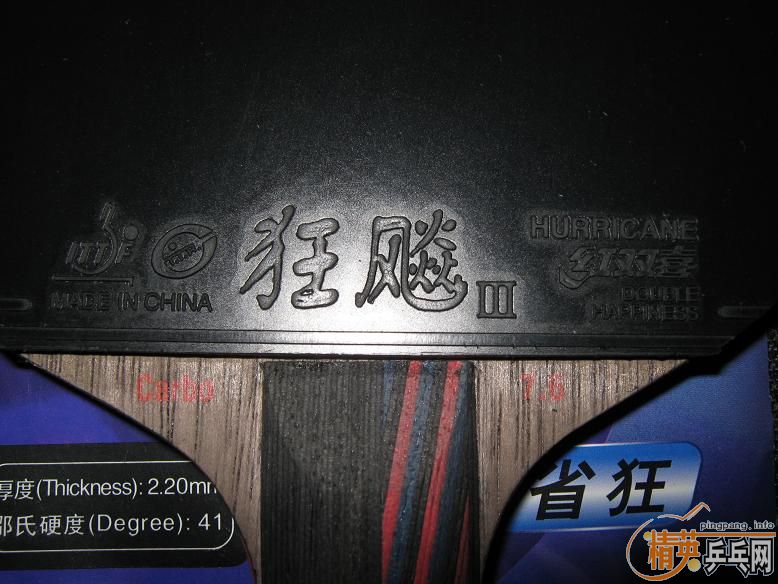 ITTF
MADE IN CHINA
狂飚
III
HURRICANE
红双喜
DOUBLE
HAPPINESS
Carbo
7.6
厚度(Thickness): 2.20mm
邵氏硬度(Degree): 41
省狂
pingpang.info
精英乒乓网